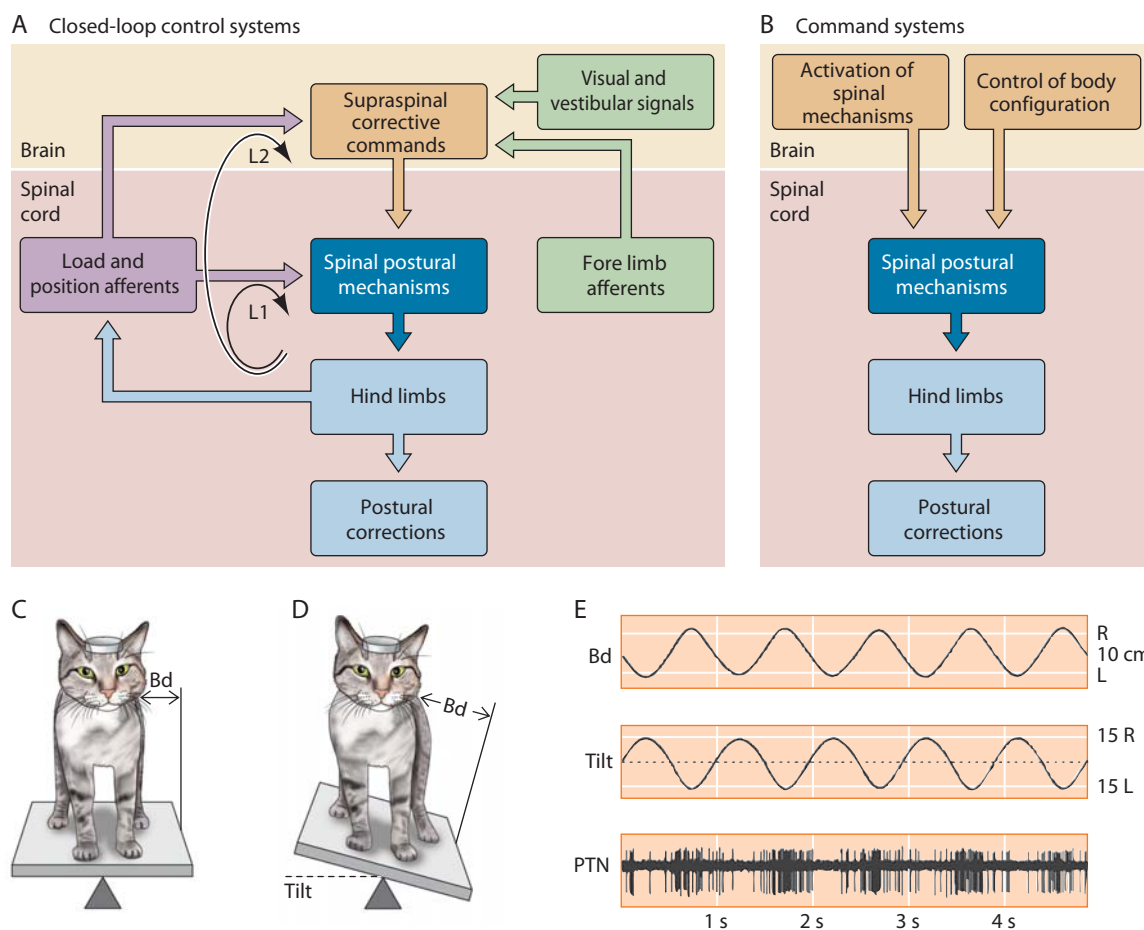 A Closed-loop control systems
Visual and
vestibular signals
Supraspinal
corrective
commands
L2
Brain
Spinal
cord
Load and
position afferents
Spinal postural
mechanisms
Fore limb
afferents
L1
Hind limbs
Postural
corrections
B Command systems
Activation of
spinal
mechanisms
Control of body
configuration
Brain
Spinal
cord
Spinal postural
mechanisms
Hind limbs
Postural
corrections
C
Bd
D
Bd
Tilt
E
Bd
R
10 cm
L
Tilt
15 R
15 L
PTN
1 s 2 s 3 s 4 s